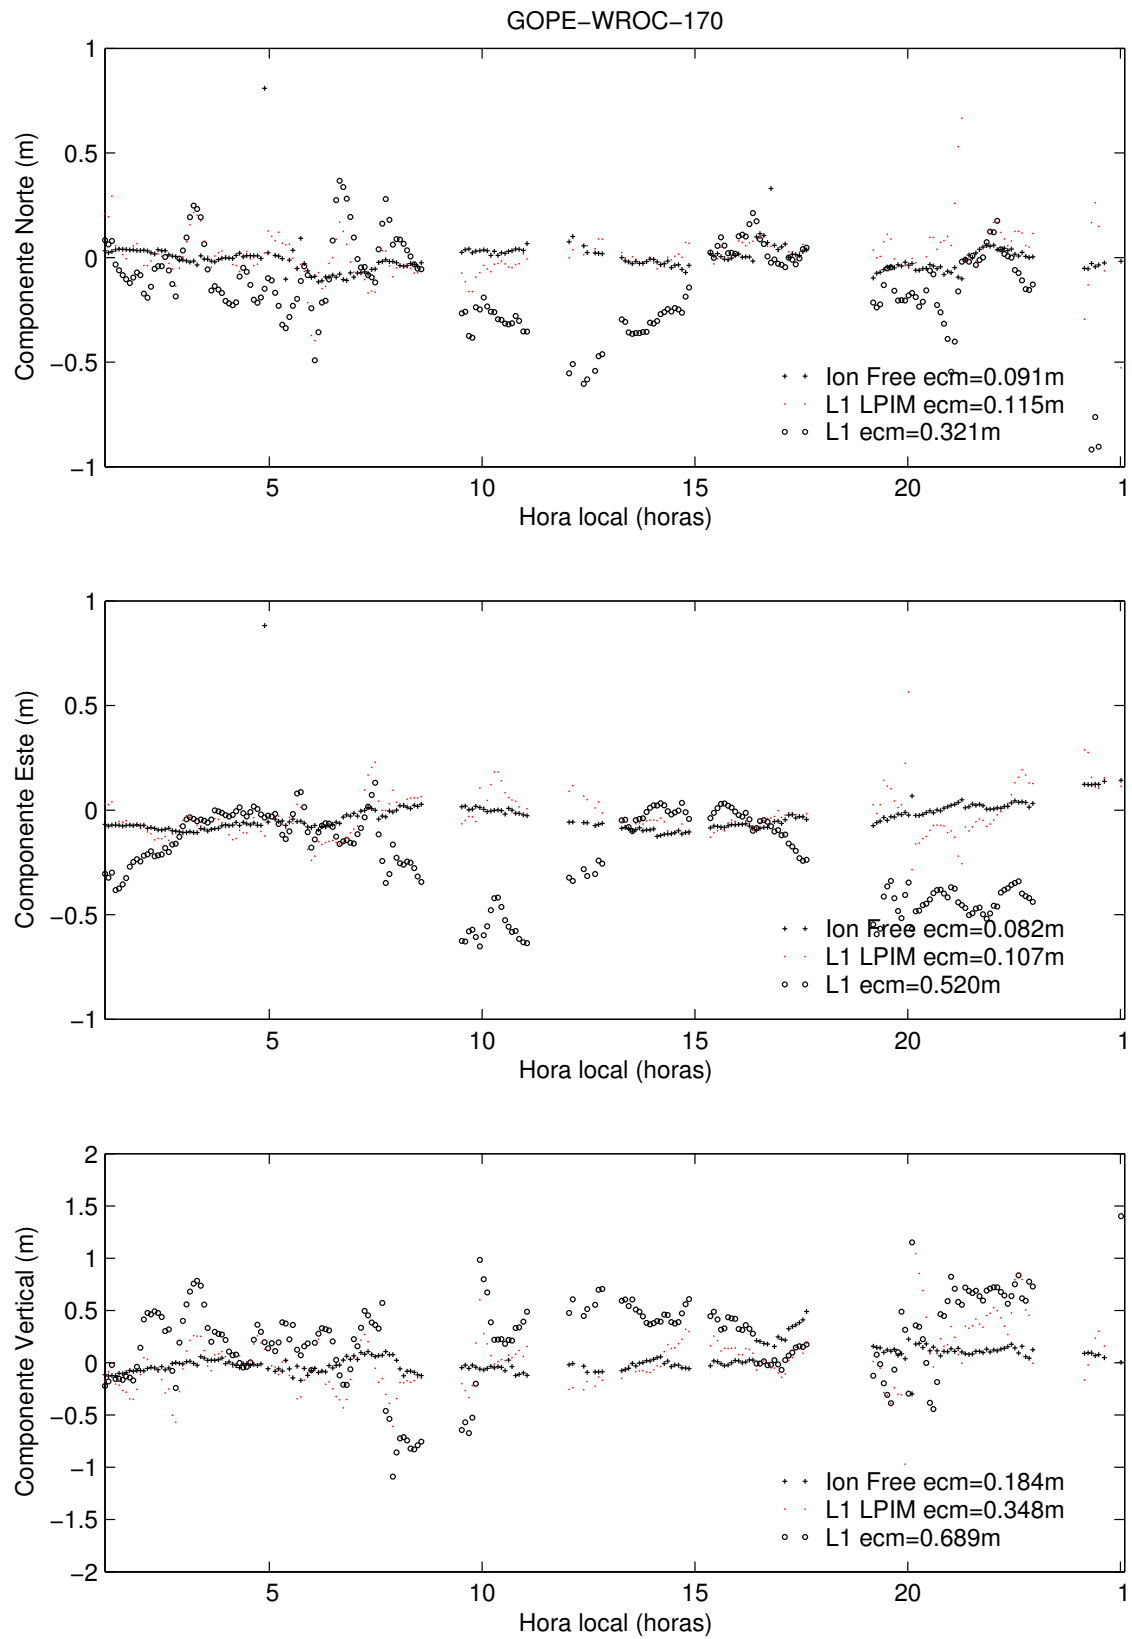 GOPE−WROC−170
1
0.5
0
−0.5
−1
Componente Norte (m)
Ion Free ecm=0.091m
L1 LPIM ecm=0.115m
L1 ecm=0.321m
5 10 15 20 1
Hora local (horas)
1
0.5
0
−0.5
−1
Componente Este (m)
Ion Free ecm=0.082m
L1 LPIM ecm=0.107m
L1 ecm=0.520m
5 10 15 20 1
Hora local (horas)
2
1.5
1
0.5
0
−0.5
−1
−1.5
−2
Componente Vertical (m)
Ion Free ecm=0.184m
L1 LPIM ecm=0.348m
L1 ecm=0.689m
5 10 15 20 1
Hora local (horas)